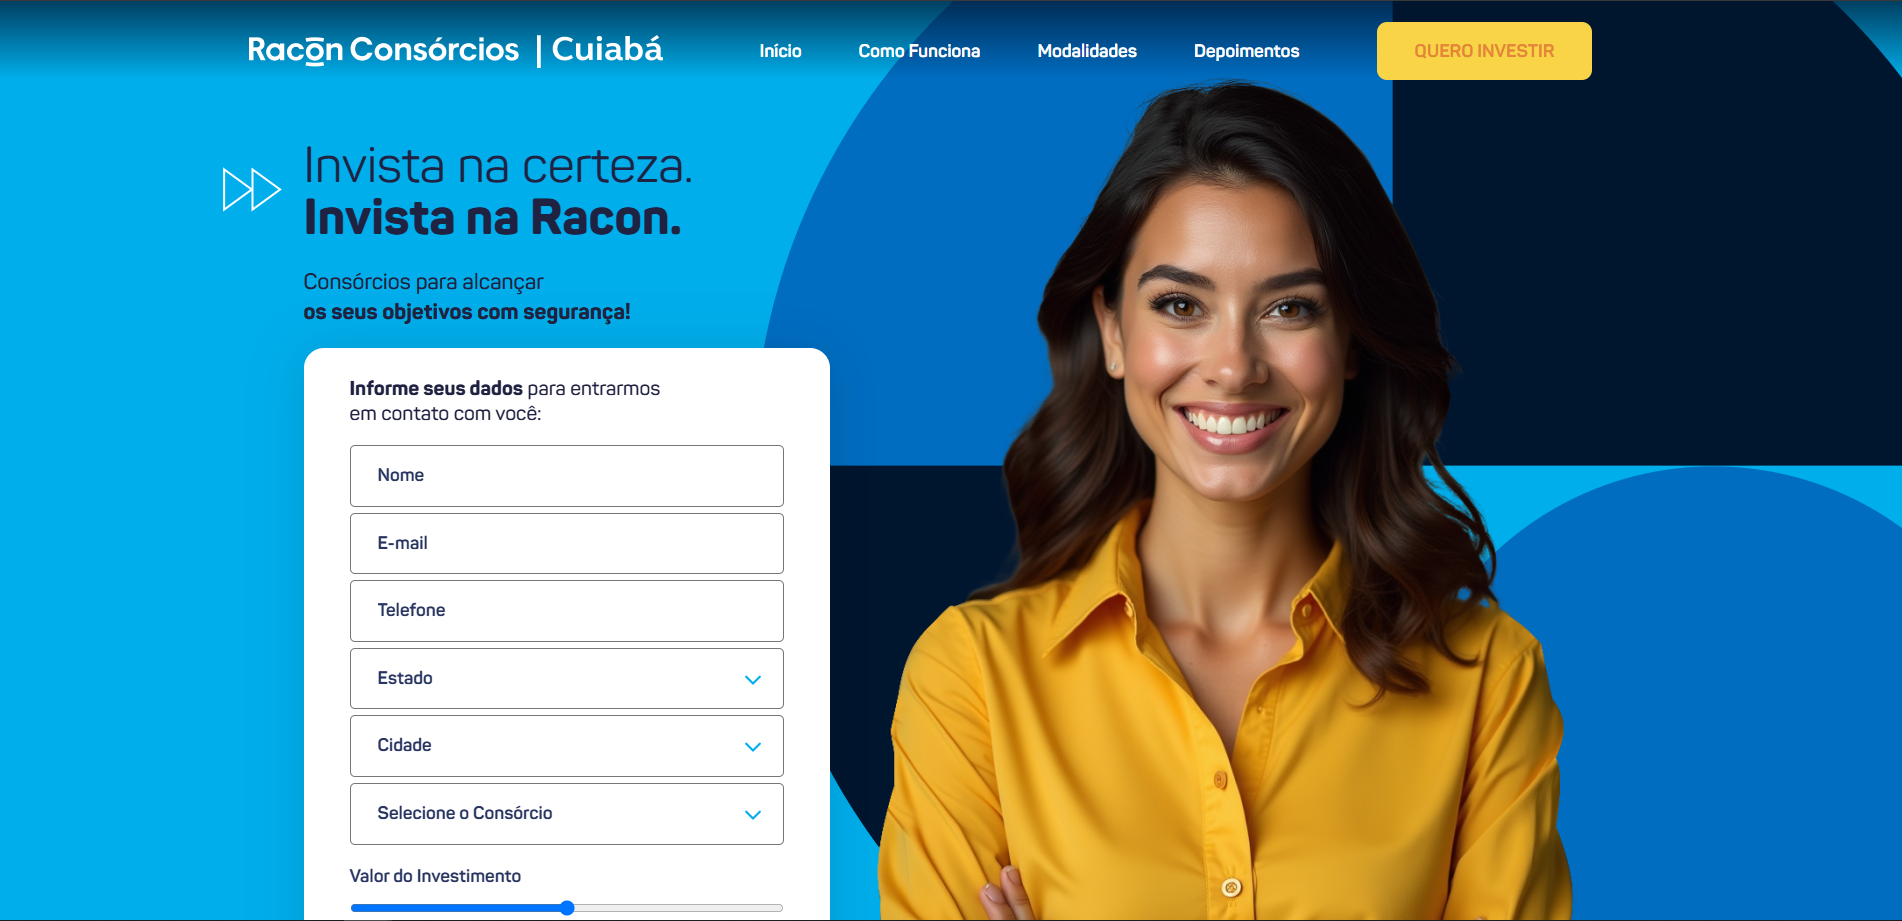 Racon Consórcios | Cuiabá
Início
Como Funciona
Modalidades
Depoimentos
QUERO INVESTIR
Invista na certeza.
Invista na Racon.
Consórcios para alcançar
os seus objetivos com segurança!
Informe seus dados para entrarmos
em contato com você:
Nome
E-mail
Telefone
Estado
Cidade
Selecione o Consórcio
Valor do Investimento